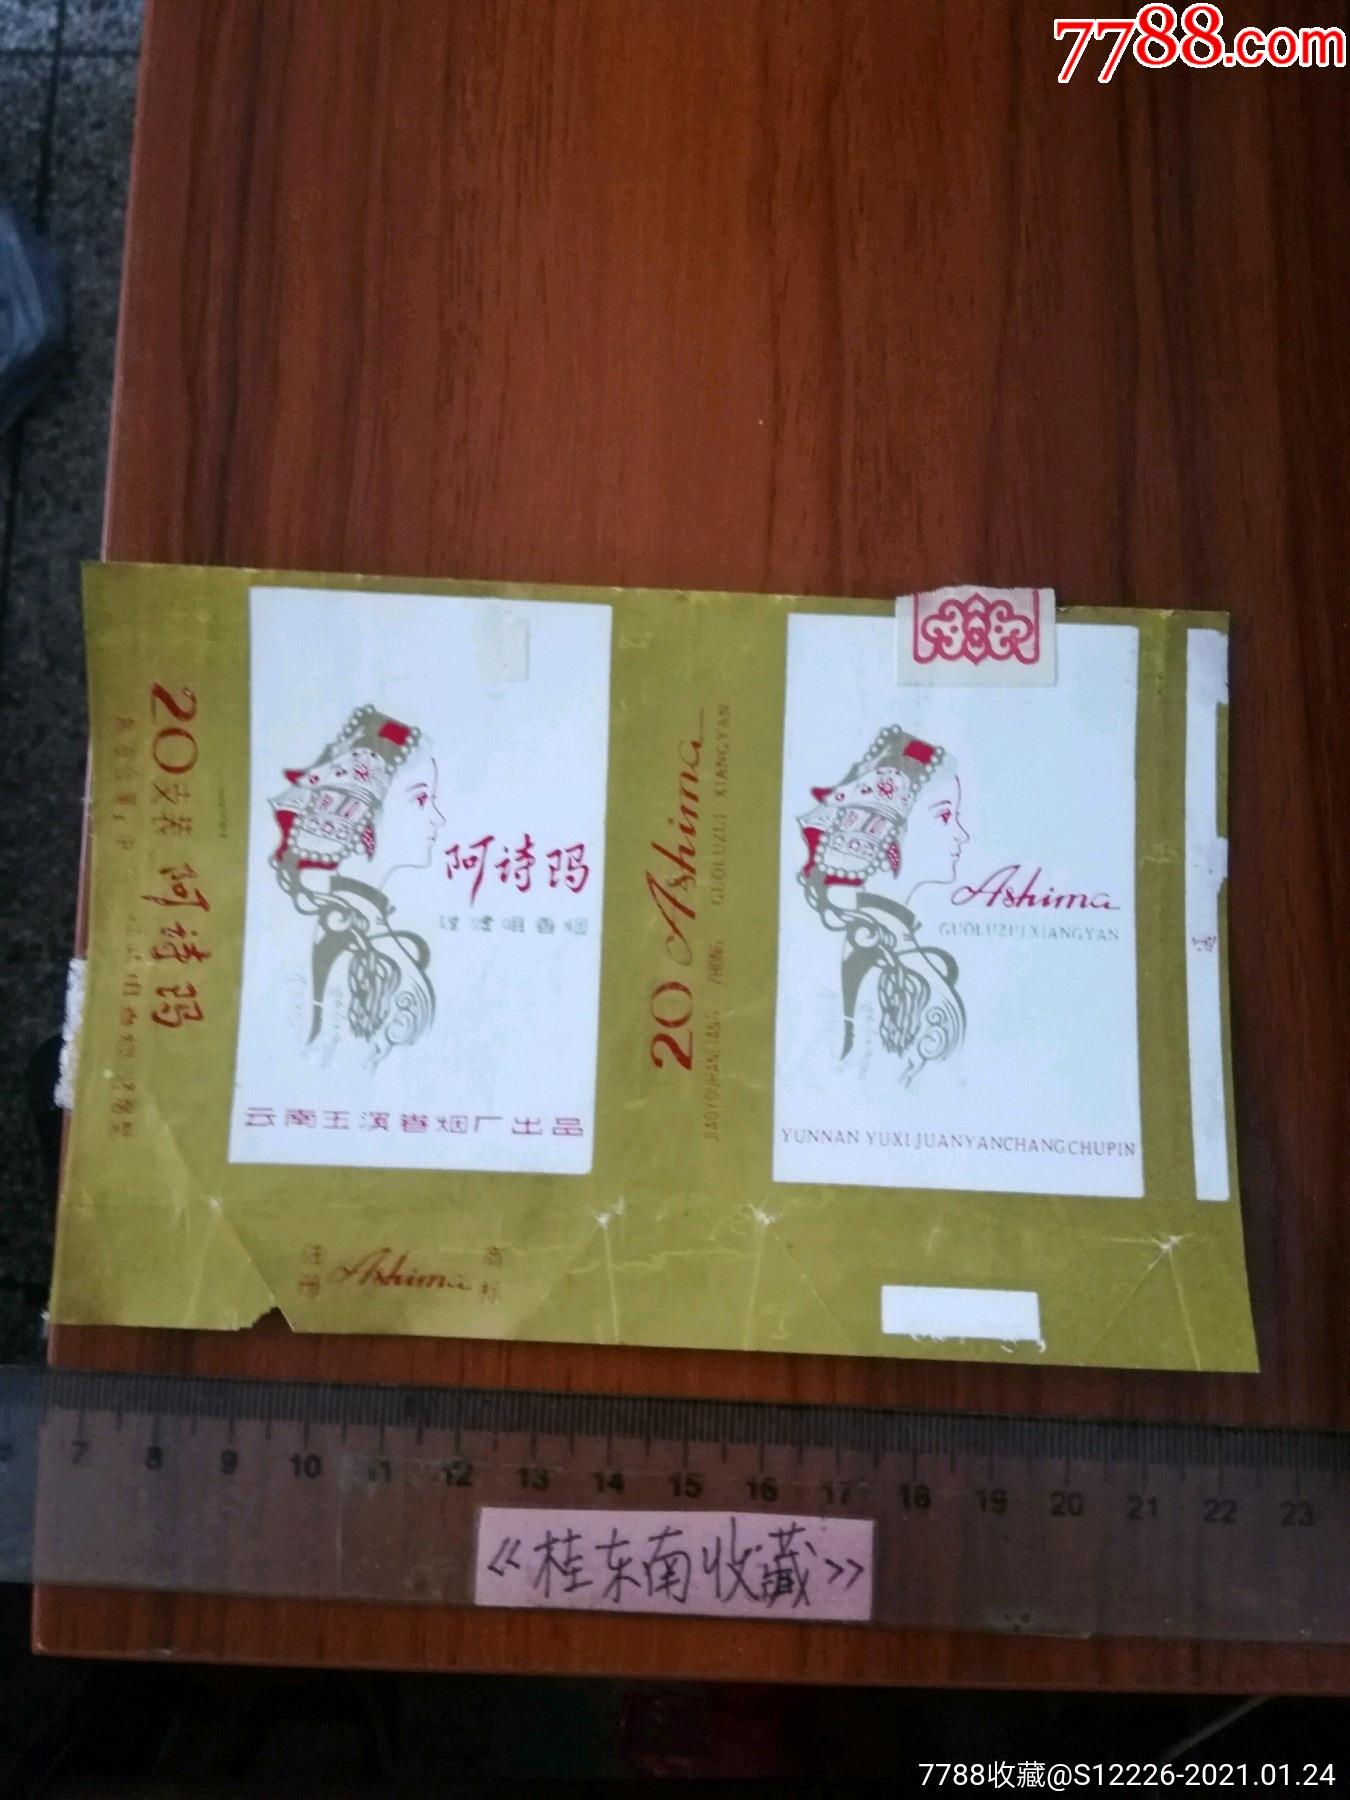 7788.com
20支装 阿诗玛
阿诗玛
过滤咀香烟
云南玉溪卷烟厂出品
注册 Ashima 商标
20 Ashima
GUOLUZUI XIANGYAN
Ashima
GUOLUZUI XIANGYAN
YUNNAN YUXI JUANYANCHANG CHUPIN
7 8 9 10 11 12 13 14 15 16 17 18 19 20 21 22 23
《桂东南收藏》
7788收藏@S12226-2021.01.24